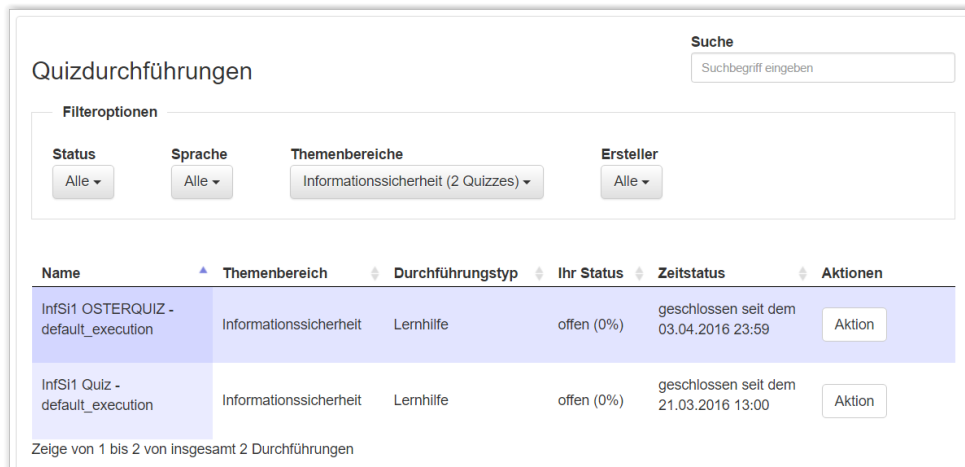 Suche
Quizdurchführungen
Suchbegriff eingeben
Filteroptionen
Status Sprache Themenbereiche Ersteller
Alle Alle Informationssicherheit (2 Quizzes) Alle
Name Themenbereich Durchführungstyp Ihr Status Zeitstatus Aktionen
InfSi1 OSTERQUIZ - geschlossen seit dem
Informationssicherheit Lernhilfe offen (0%) Aktion
default_execution 03.04.2016 23:59
InfSi1 Quiz - geschlossen seit dem
Informationssicherheit Lernhilfe offen (0%) Aktion
default_execution 21.03.2016 13:00
Zeige von 1 bis 2 von insgesamt 2 Durchführungen